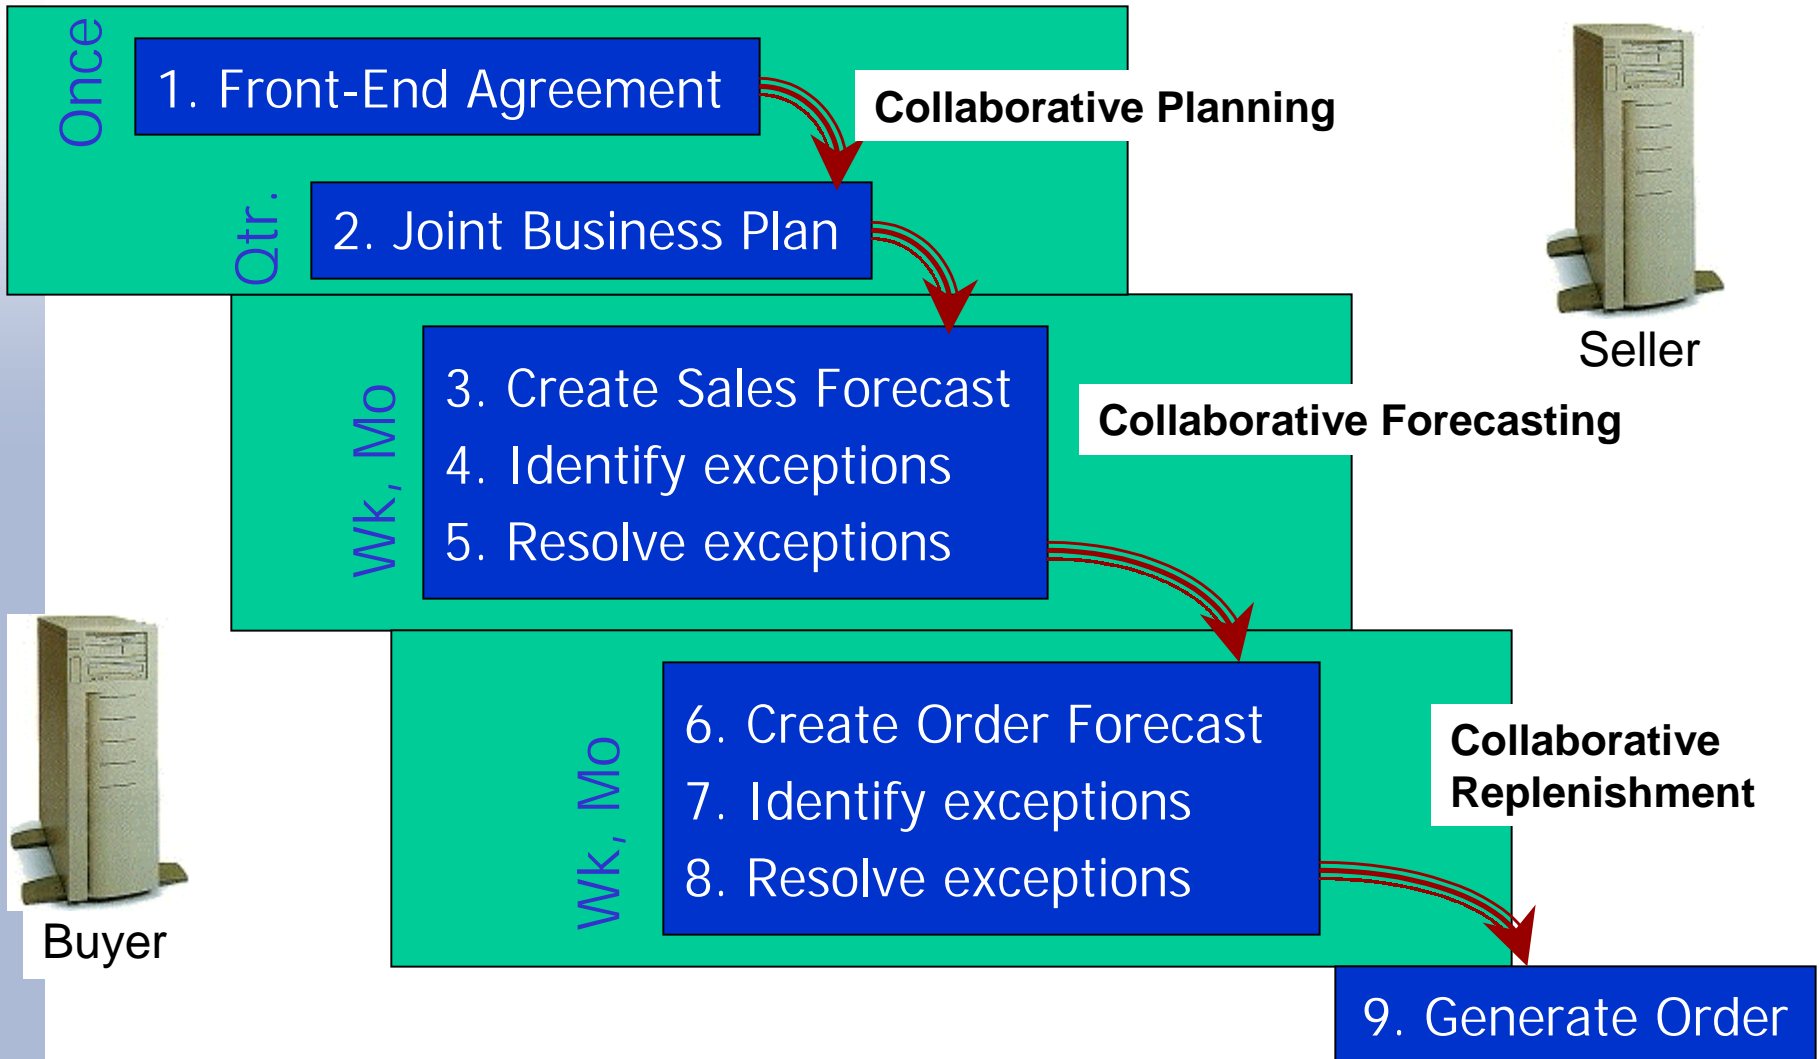 Once
1. Front-End Agreement
Collaborative Planning
Qtr.
2. Joint Business Plan
Seller
Wk, Mo
3. Create Sales Forecast
4. Identify exceptions
5. Resolve exceptions
Collaborative Forecasting
Buyer
Wk, Mo
6. Create Order Forecast
7. Identify exceptions
8. Resolve exceptions
Collaborative
Replenishment
9. Generate Order